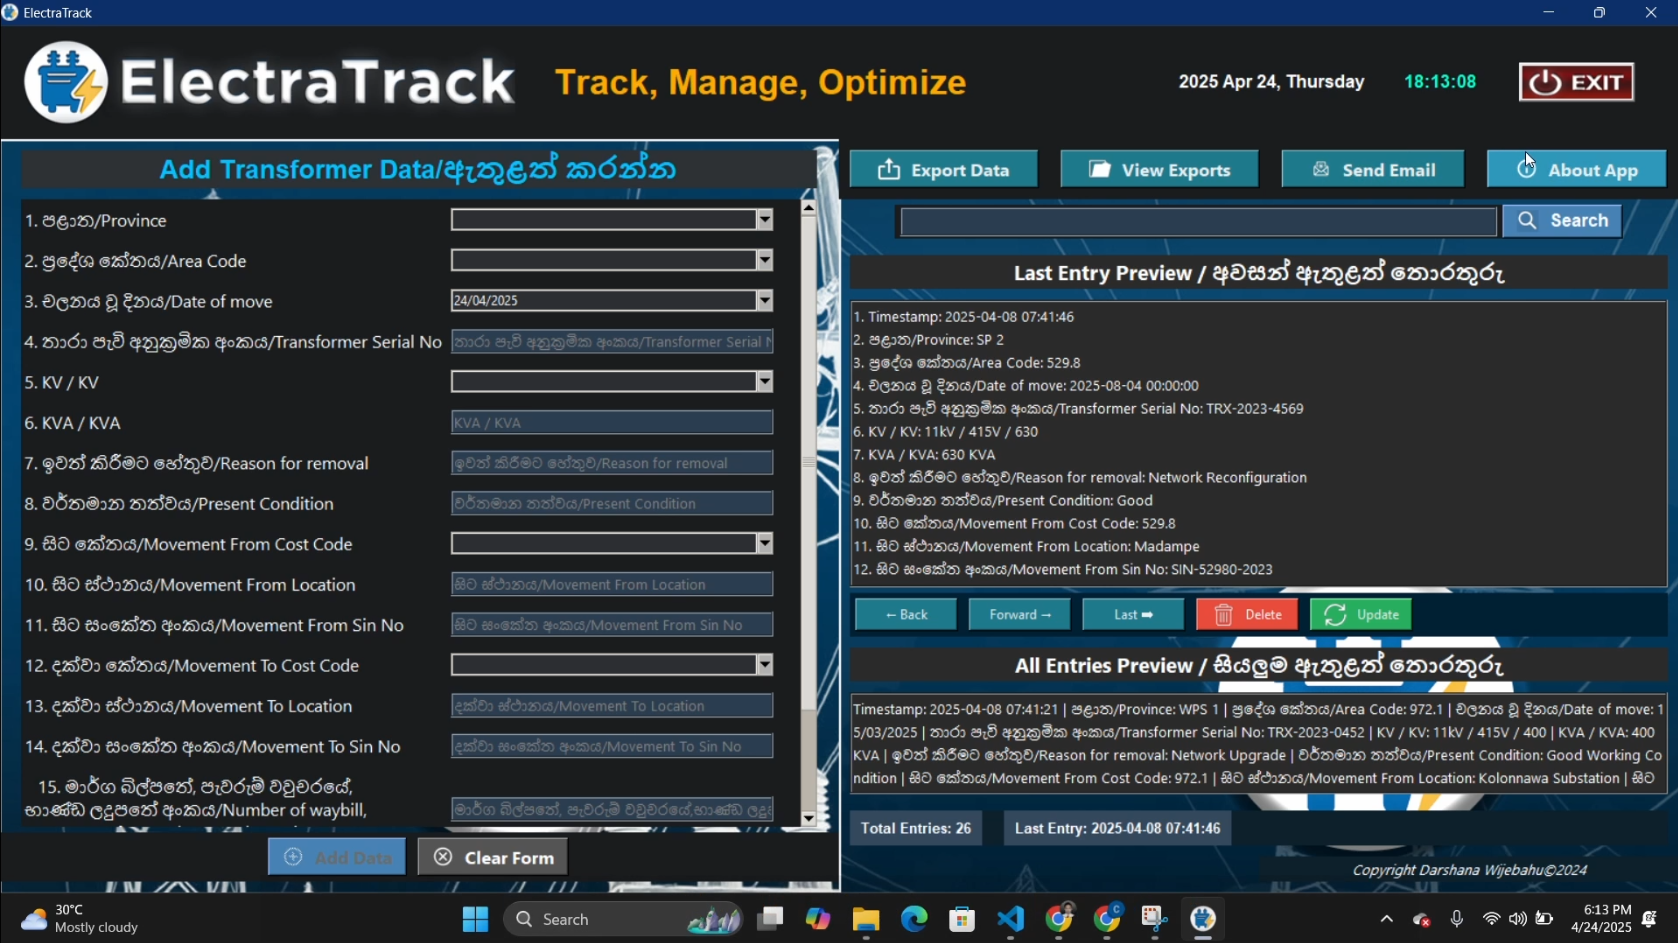 ElectraTrack
ElectraTrack
Track, Manage, Optimize
2025 Apr 24, Thursday
18:13:08
EXIT
Add Transformer Data/ඇතුළත් කරන්න
1. පළාත/Province
2. ප්‍රදේශ කේතය/Area Code
3. චලනය වූ දිනය/Date of move
24/04/2025
4. තාරා පැවි අනුක්‍රමික අංකය/Transformer Serial No
තාරා පැවි අනුක්‍රමික අංකය/Transformer Serial N
5. KV / KV
6. KVA / KVA
KVA / KVA
7. ඉවත් කිරීමට හේතුව/Reason for removal
ඉවත් කිරීමට හේතුව/Reason for removal
8. වර්තමාන තත්වය/Present Condition
වර්තමාන තත්වය/Present Condition
9. සිට කේතය/Movement From Cost Code
10. සිට ස්ථානය/Movement From Location
සිට ස්ථානය/Movement From Location
11. සිට සංකේත අංකය/Movement From Sin No
සිට සංකේත අංකය/Movement From Sin No
12. දක්වා කේතය/Movement To Cost Code
13. දක්වා ස්ථානය/Movement To Location
දක්වා ස්ථානය/Movement To Location
14. දක්වා සංකේත අංකය/Movement To Sin No
දක්වා සංකේත අංකය/Movement To Sin No
15. මාර්ග බිල්පතේ, පැවරුම් වවුචරයේ,
භාණ්ඩ ලදුපතේ අංකය/Number of waybill,
මාර්ග බිල්පතේ, පැවරුම් වවුචරයේ,භාණ්ඩ ලදු
Add Data
Clear Form
Export Data
View Exports
Send Email
About App
Search
Last Entry Preview / අවසන් ඇතුළත් තොරතුරු
1. Timestamp: 2025-04-08 07:41:46
2. පළාත/Province: SP 2
3. ප්‍රදේශ කේතය/Area Code: 529.8
4. චලනය වූ දිනය/Date of move: 2025-08-04 00:00:00
5. තාරා පැවි අනුක්‍රමික අංකය/Transformer Serial No: TRX-2023-4569
6. KV / KV: 11kV / 415V / 630
7. KVA / KVA: 630 KVA
8. ඉවත් කිරීමට හේතුව/Reason for removal: Network Reconfiguration
9. වර්තමාන තත්වය/Present Condition: Good
10. සිට කේතය/Movement From Cost Code: 529.8
11. සිට ස්ථානය/Movement From Location: Madampe
12. සිට සංකේත අංකය/Movement From Sin No: SIN-52980-2023
← Back
Forward →
Last ➡
Delete
Update
All Entries Preview / සියලුම ඇතුළත් තොරතුරු
Timestamp: 2025-04-08 07:41:21 | පළාත/Province: WPS 1 | ප්‍රදේශ කේතය/Area Code: 972.1 | චලනය වූ දිනය/Date of move: 1
5/03/2025 | තාරා පැවි අනුක්‍රමික අංකය/Transformer Serial No: TRX-2023-0452 | KV / KV: 11kV / 415V / 400 | KVA / KVA: 400
KVA | ඉවත් කිරීමට හේතුව/Reason for removal: Network Upgrade | වර්තමාන තත්වය/Present Condition: Good Working Co
ndition | සිට කේතය/Movement From Cost Code: 972.1 | සිට ස්ථානය/Movement From Location: Kolonnawa Substation | සිට
Total Entries: 26
Last Entry: 2025-04-08 07:41:46
Copyright Darshana Wijebahu©2024
30°C
Mostly cloudy
Search
6:13 PM
4/24/2025